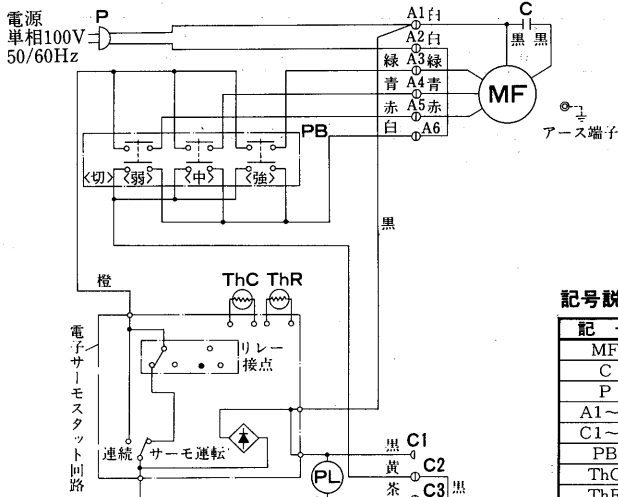 電源
単相100V
50/60Hz
P
A1 白
A2 白
緑 A3 緑
青 A4 青
赤 A5 赤
白 A6
C
黒 黒
MF
アース端子
PB
〈切〉〈弱〉〈中〉〈強〉
黒
橙
ThC ThR
電子サーモスタット回路
リレー
接点
連続 サーモ運転
黒 C1
黄 C2
茶 C3 黒
PL
記号説
記
MF
C
P
A1~
C1~
PB
ThC
ThR